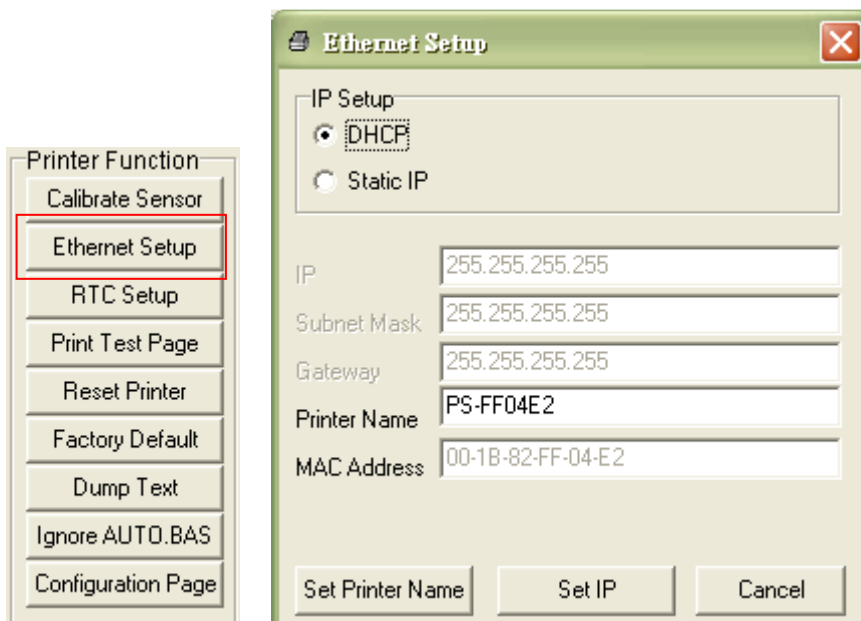 Printer Function
Calibrate Sensor
Ethernet Setup
RTC Setup
Print Test Page
Reset Printer
Factory Default
Dump Text
Ignore AUTO.BAS
Configuration Page
Ethernet Setup
IP Setup
DHCP
Static IP
IP 255.255.255.255
Subnet Mask 255.255.255.255
Gateway 255.255.255.255
Printer Name PS-FF04E2
MAC Address 00-1B-82-FF-04-E2
Set Printer Name Set IP Cancel